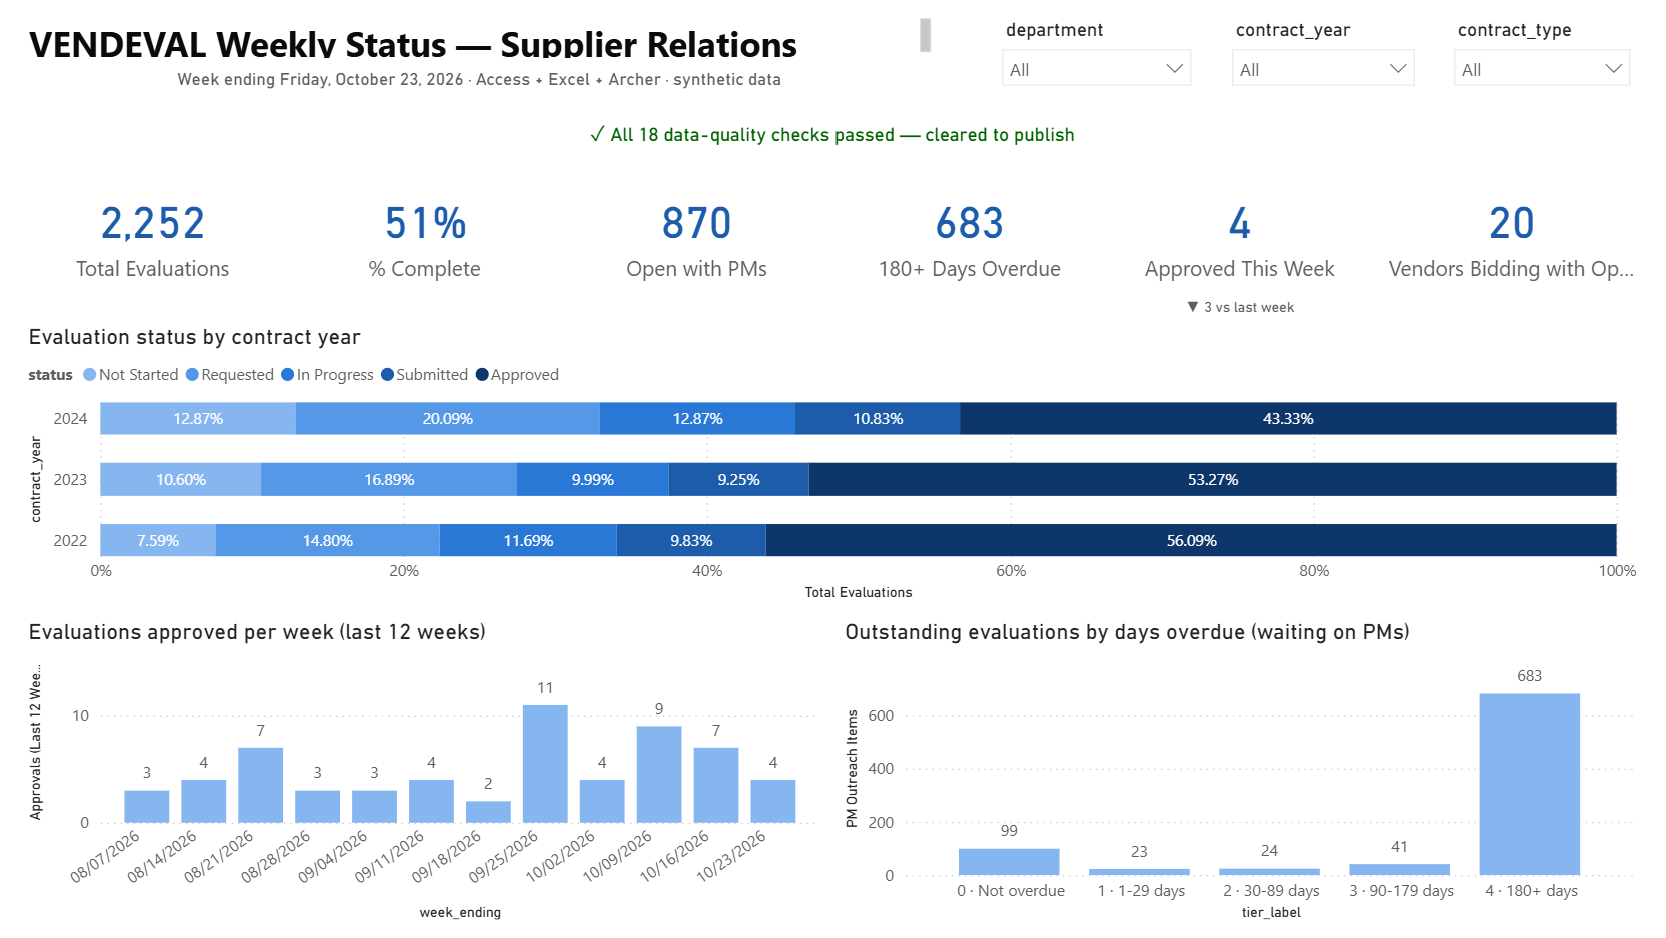 VENDEVAL Weekly Status — Supplier Relations
Week ending Friday, October 23, 2026 · Access + Excel + Archer · synthetic data
department
All
contract_year
All
contract_type
All
✓ All 18 data-quality checks passed — cleared to publish
2,252
Total Evaluations
51%
% Complete
870
Open with PMs
683
180+ Days Overdue
4
Approved This Week
▼ 3 vs last week
20
Vendors Bidding with Op...
Evaluation status by contract year
status Not Started Requested In Progress Submitted Approved
contract_year
2024 12.87% 20.09% 12.87% 10.83% 43.33%
2023 10.60% 16.89% 9.99% 9.25% 53.27%
2022 7.59% 14.80% 11.69% 9.83% 56.09%
0% 20% 40% 60% 80% 100%
Total Evaluations
Evaluations approved per week (last 12 weeks)
Approvals (Last 12 Wee...
10
0
3 4 7 3 3 4 2 11 4 9 7 4
08/07/2026 08/14/2026 08/21/2026 08/28/2026 09/04/2026 09/11/2026 09/18/2026 09/25/2026 10/02/2026 10/09/2026 10/16/2026 10/23/2026
week_ending
Outstanding evaluations by days overdue (waiting on PMs)
PM Outreach Items
600
400
200
0
99 23 24 41 683
0 · Not overdue 1 · 1-29 days 2 · 30-89 days 3 · 90-179 days 4 · 180+ days
tier_label